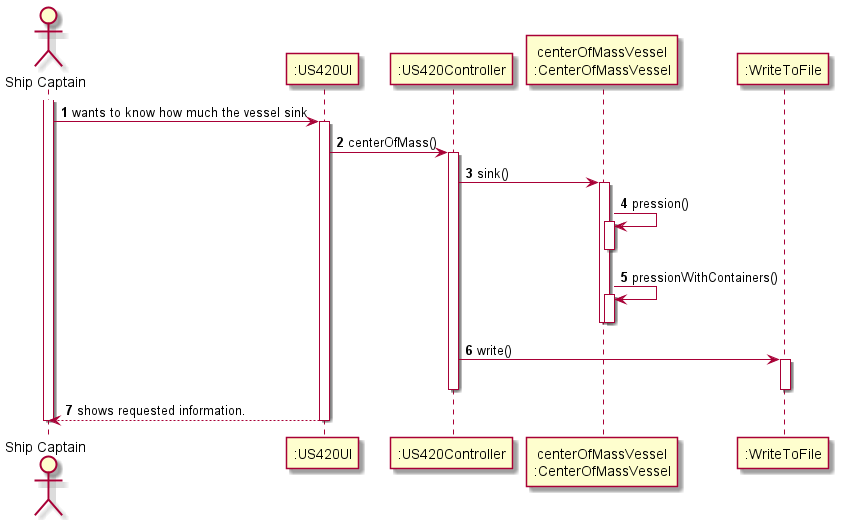 Ship Captain
:US420UI
:US420Controller
centerOfMassVessel
:CenterOfMassVessel
:WriteToFile
1 wants to know how much the vessel sink
2 centerOfMass()
3 sink()
4 pression()
5 pressionWithContainers()
6 write()
7 shows requested information.
Ship Captain
:US420UI
:US420Controller
centerOfMassVessel
:CenterOfMassVessel
:WriteToFile